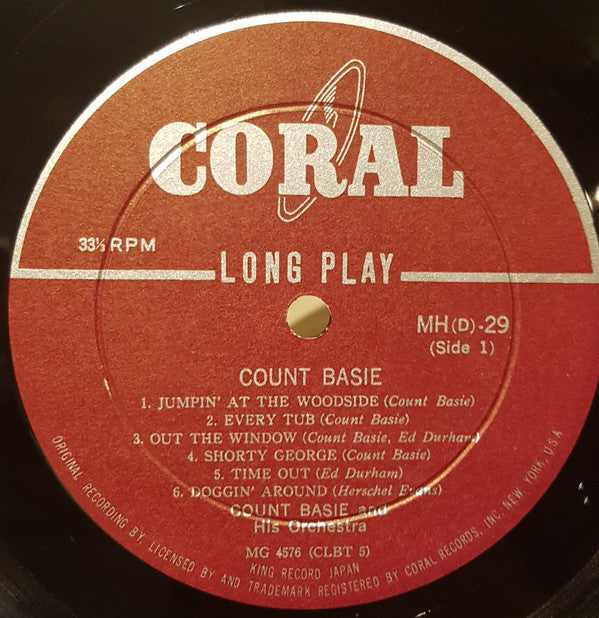 CORAL
33⅓ RPM
LONG PLAY
MH(D)-29
(Side 1)
COUNT BASIE
1. JUMPIN' AT THE WOODSIDE (Count Basie)
2. EVERY TUB (Count Basie)
3. OUT THE WINDOW (Count Basie, Ed Durham)
4. SHORTY GEORGE (Count Basie)
5. TIME OUT (Ed Durham)
6. DOGGIN' AROUND (Herschel Evans)
COUNT BASIE and
His Orchestra
MG 4576 (CLBT 5)
KING RECORD JAPAN
ORIGINAL RECORDING BY, LICENSED BY AND TRADEMARK REGISTERED BY CORAL RECORDS, INC. NEW YORK, U.S.A